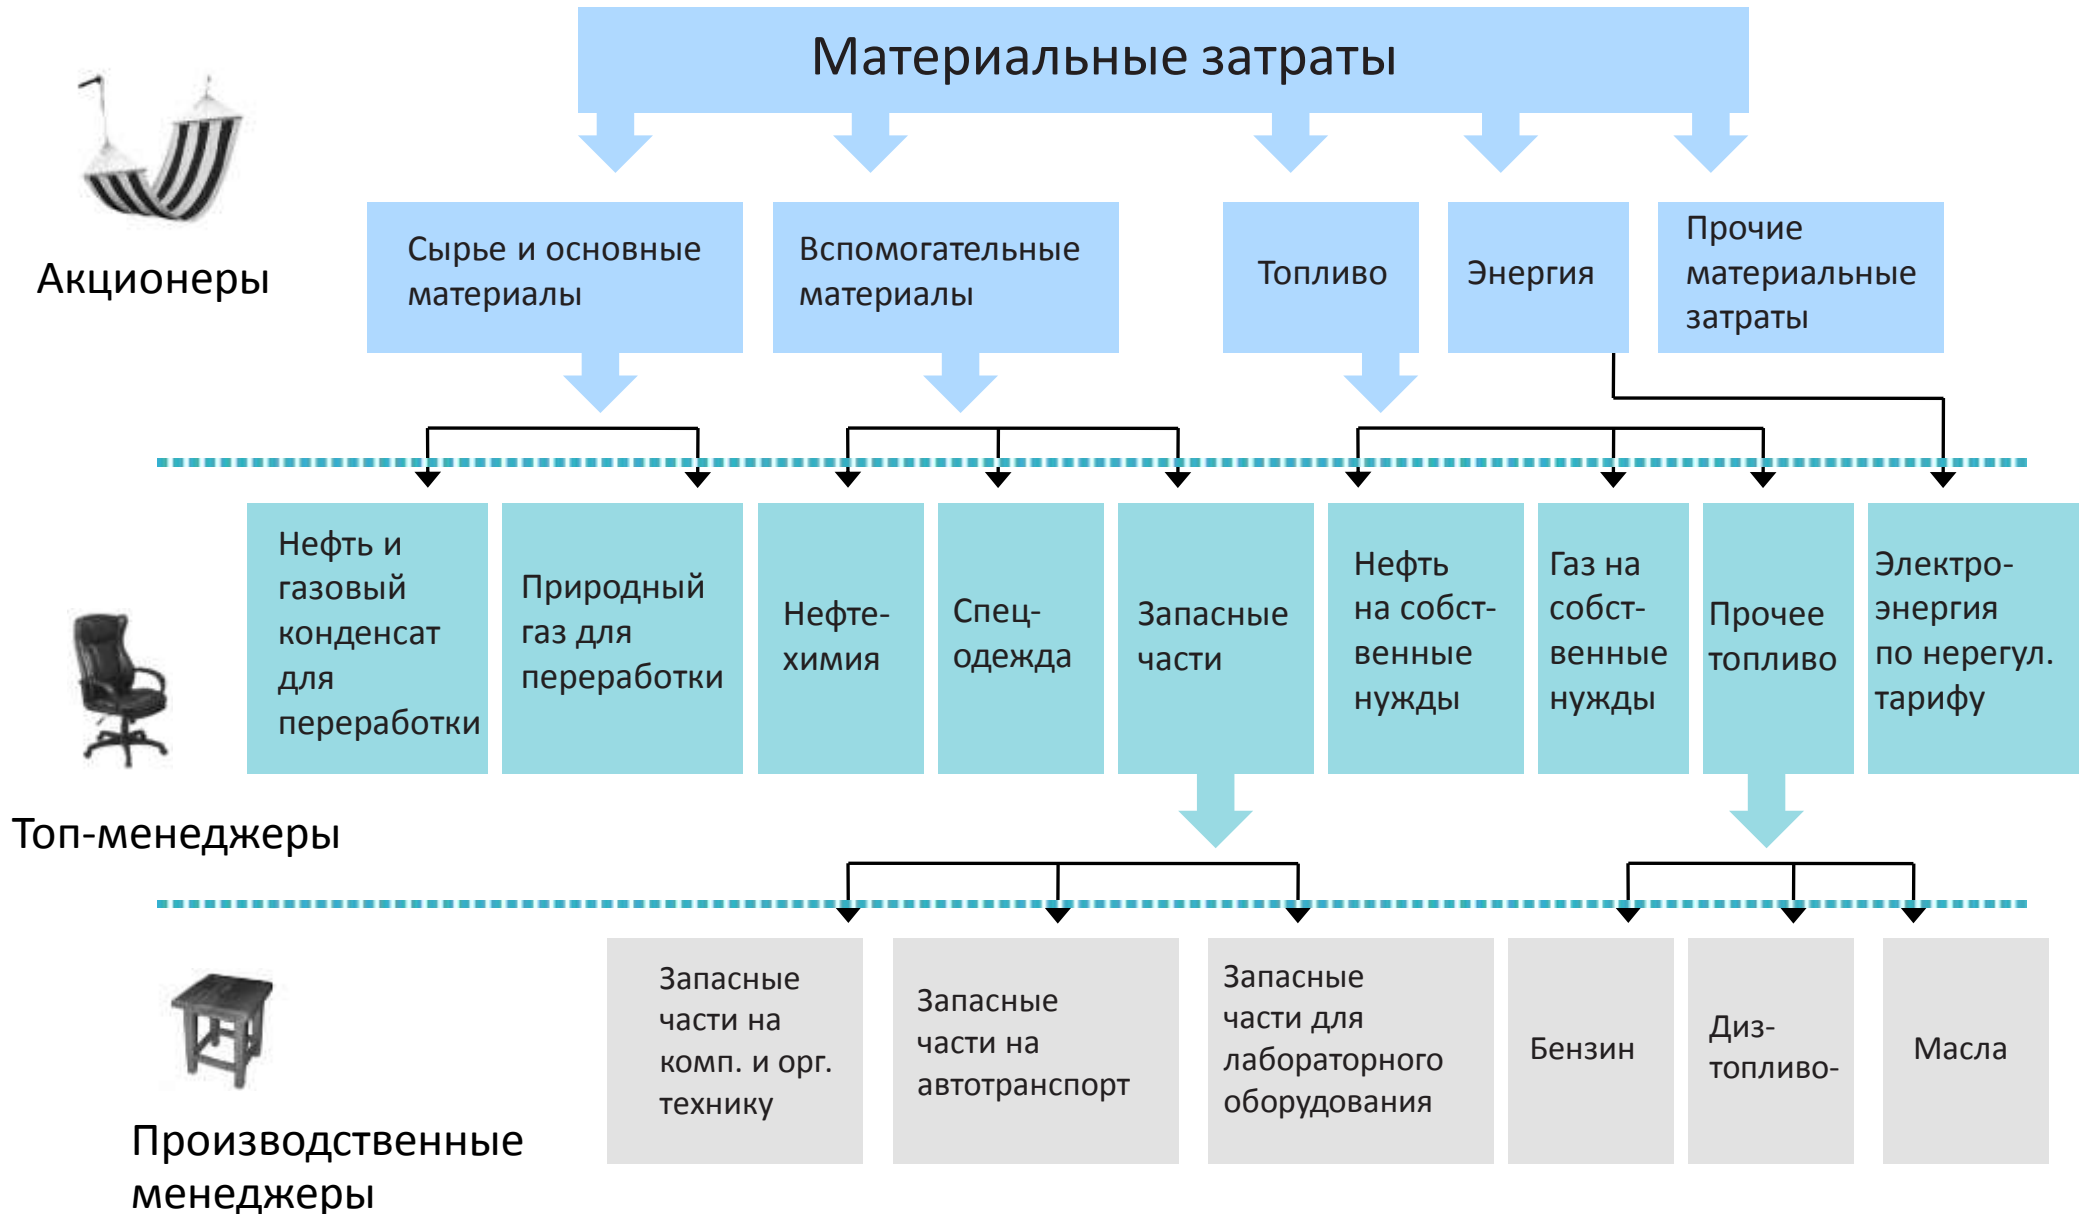 Материальные затраты
Акционеры
Сырье и основные
материалы
Вспомогательные
материалы
Топливо
Энергия
Прочие
материальные
затраты
Топ-менеджеры
Нефть и
газовый
конденсат
для
переработки
Природный
газ для
переработки
Нефте-
химия
Спец-
одежда
Запасные
части
Нефть
на собст-
венные
нужды
Газ на
собст-
венные
нужды
Прочее
топливо
Электро-
энергия
по нерегул.
тарифу
Производственные
менеджеры
Запасные
части на
комп. и орг.
технику
Запасные
части на
автотранспорт
Запасные
части для
лабораторного
оборудования
Бензин
Диз-
топливо-
Масла